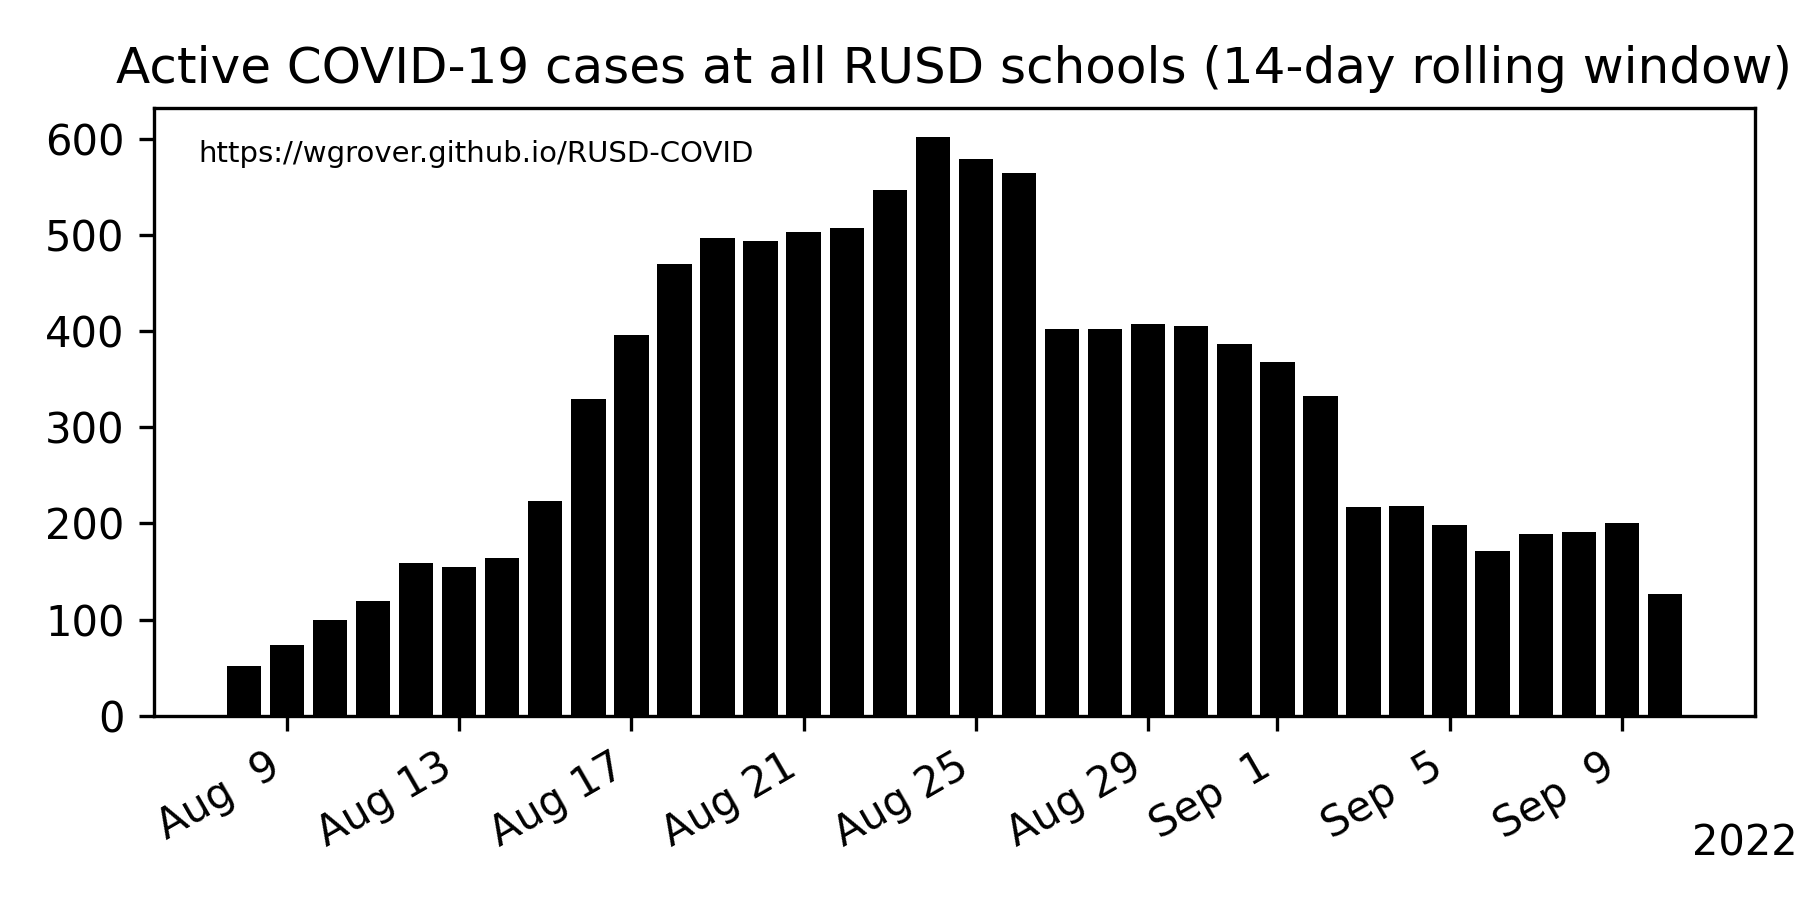 Active COVID-19 cases at all RUSD schools (14-day rolling window)
https://wgrover.github.io/RUSD-COVID
600
500
400
300
200
100
0
Aug 9
Aug 13
Aug 17
Aug 21
Aug 25
Aug 29
Sep 1
Sep 5
Sep 9
2022